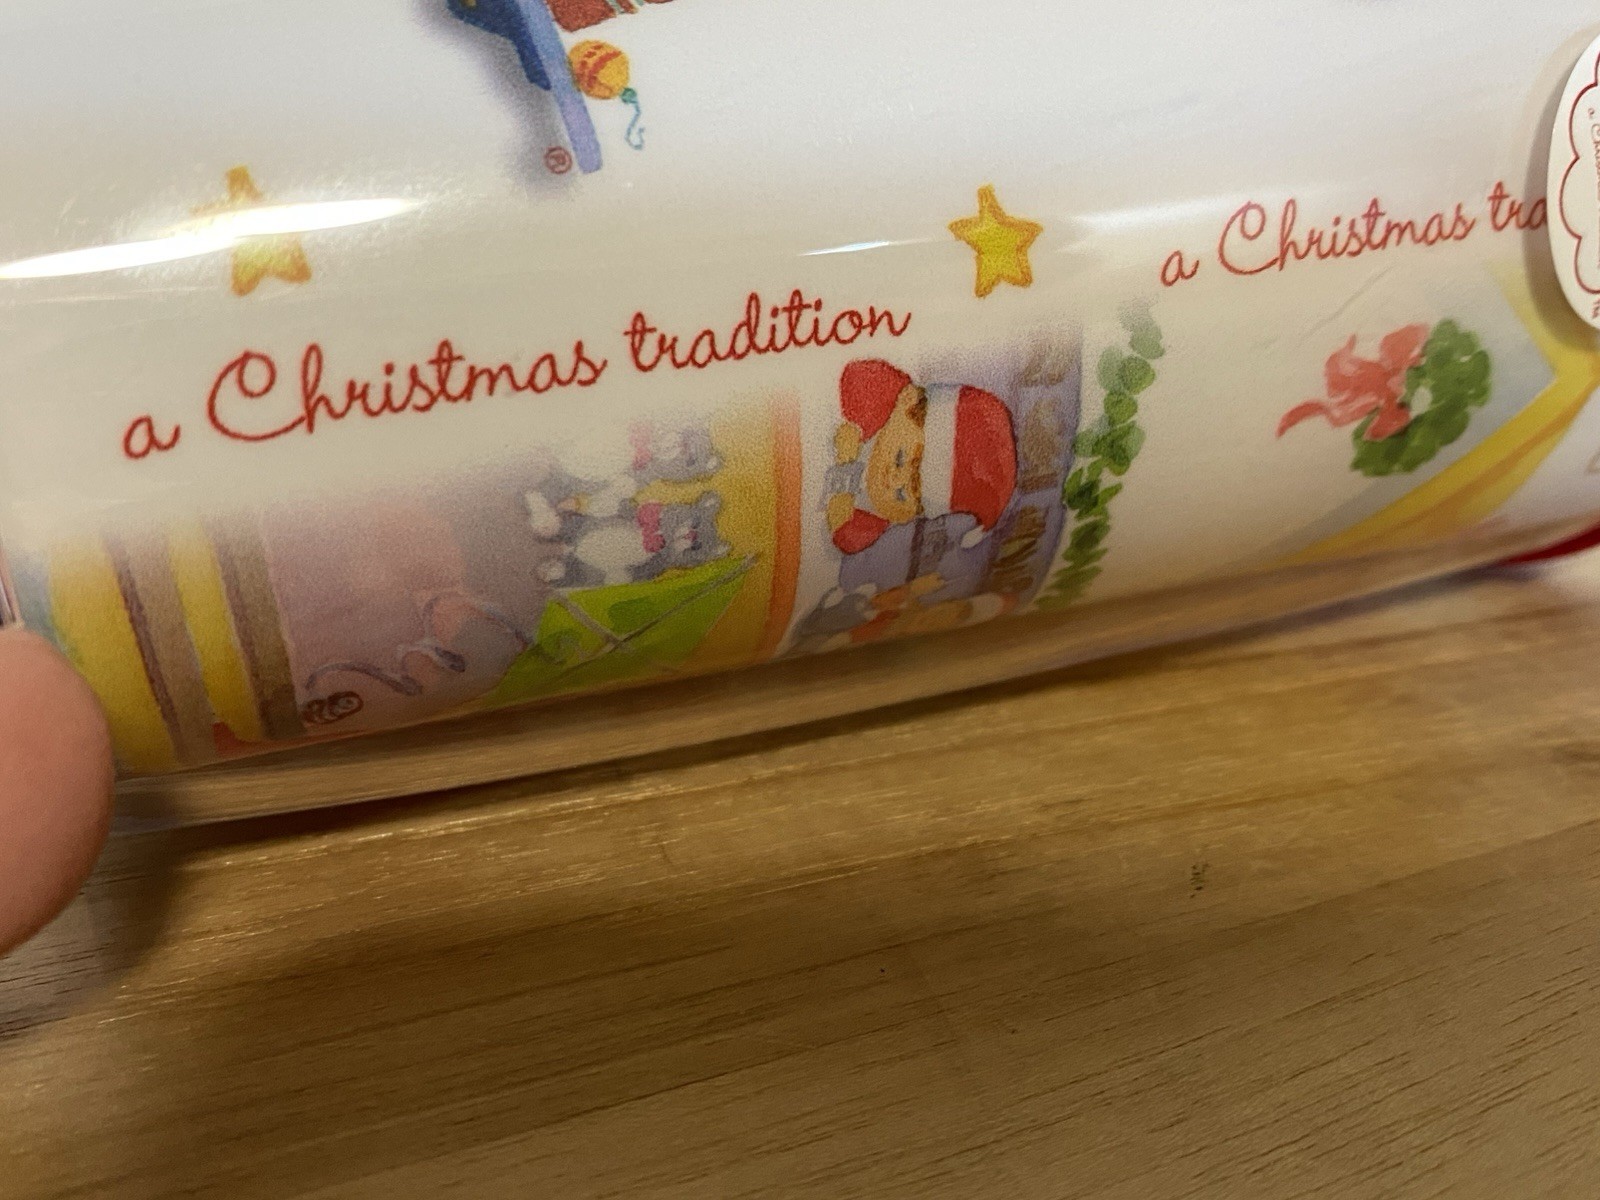 ®
a Christmas tradition
a Christmas tra